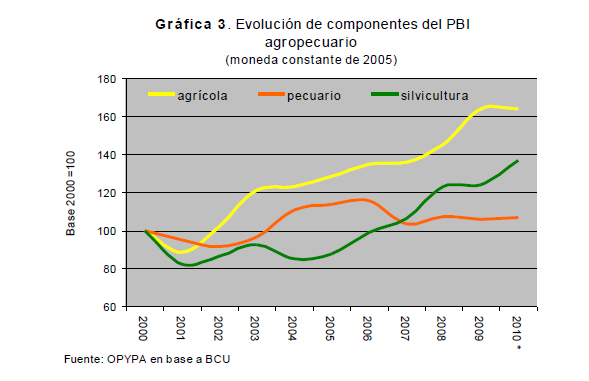 Gráfica 3. Evolución de componentes del PBI
agropecuario
(moneda constante de 2005)
180
160
140
120
100
80
60
Base 2000 =100
agrícola pecuario silvicultura
2000 2001 2002 2003 2004 2005 2006 2007 2008 2009 2010 *
Fuente: OPYPA en base a BCU